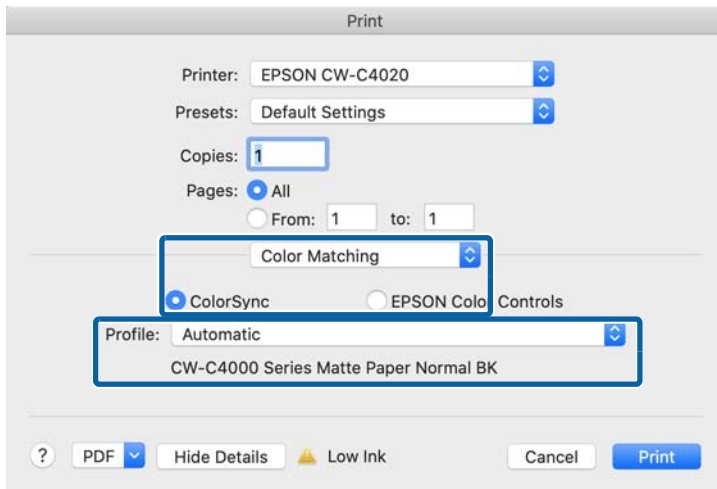 Print
Printer: EPSON CW-C4020
Presets: Default Settings
Copies: 1
Pages: All
From: 1 to: 1
Color Matching
ColorSync EPSON Color Controls
Profile: Automatic
CW-C4000 Series Matte Paper Normal BK
? PDF Hide Details Low Ink Cancel Print